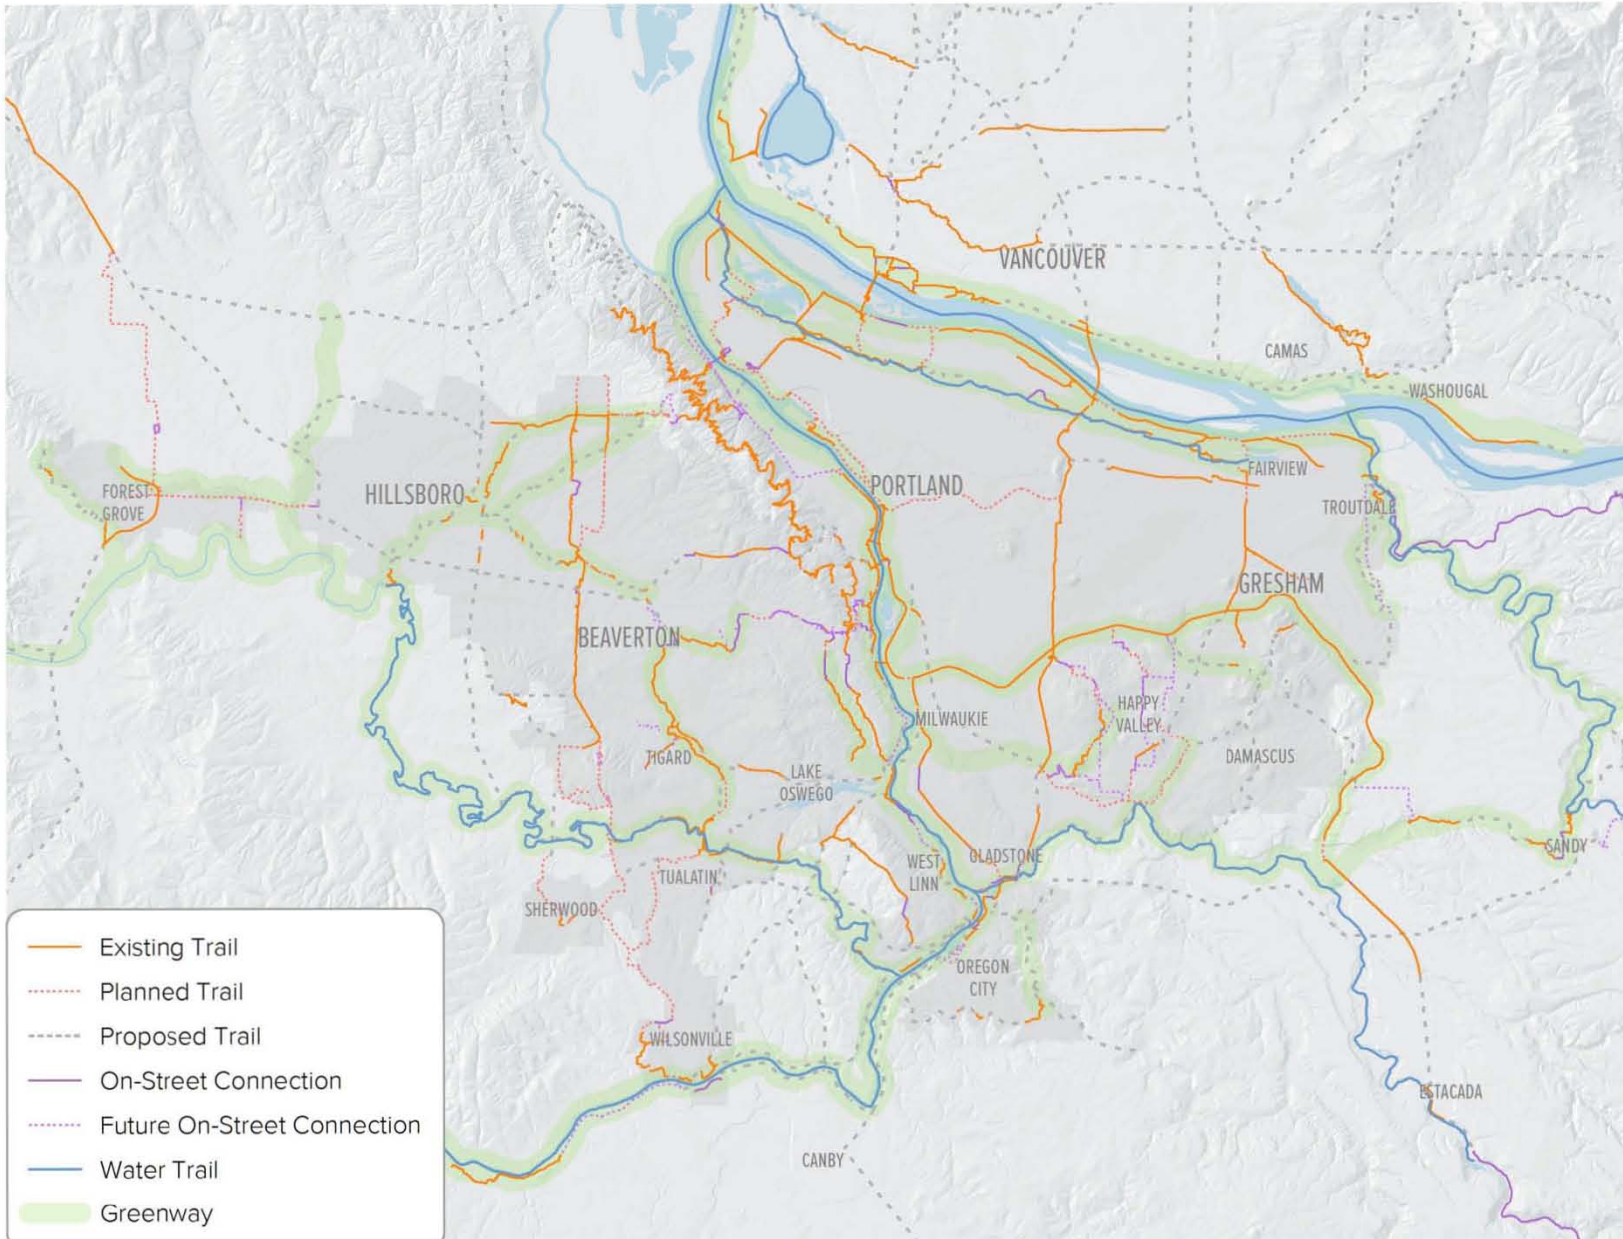 VANCOUVER
CAMAS
WASHOUGAL
FAIRVIEW
PORTLAND
HILLSBORO
FOREST
GROVE
TROUTDALE
GRESHAM
BEAVERTON
HAPPY
VALLEY
MILWAUKIE
TIGARD
DAMASCUS
LAKE
OSWEGO
SANDY
GLADSTONE
WEST
LINN
TUALATIN
SHERWOOD
OREGON
CITY
WILSONVILLE
ESTACADA
CANBY
Existing Trail
Planned Trail
Proposed Trail
On-Street Connection
Future On-Street Connection
Water Trail
Greenway